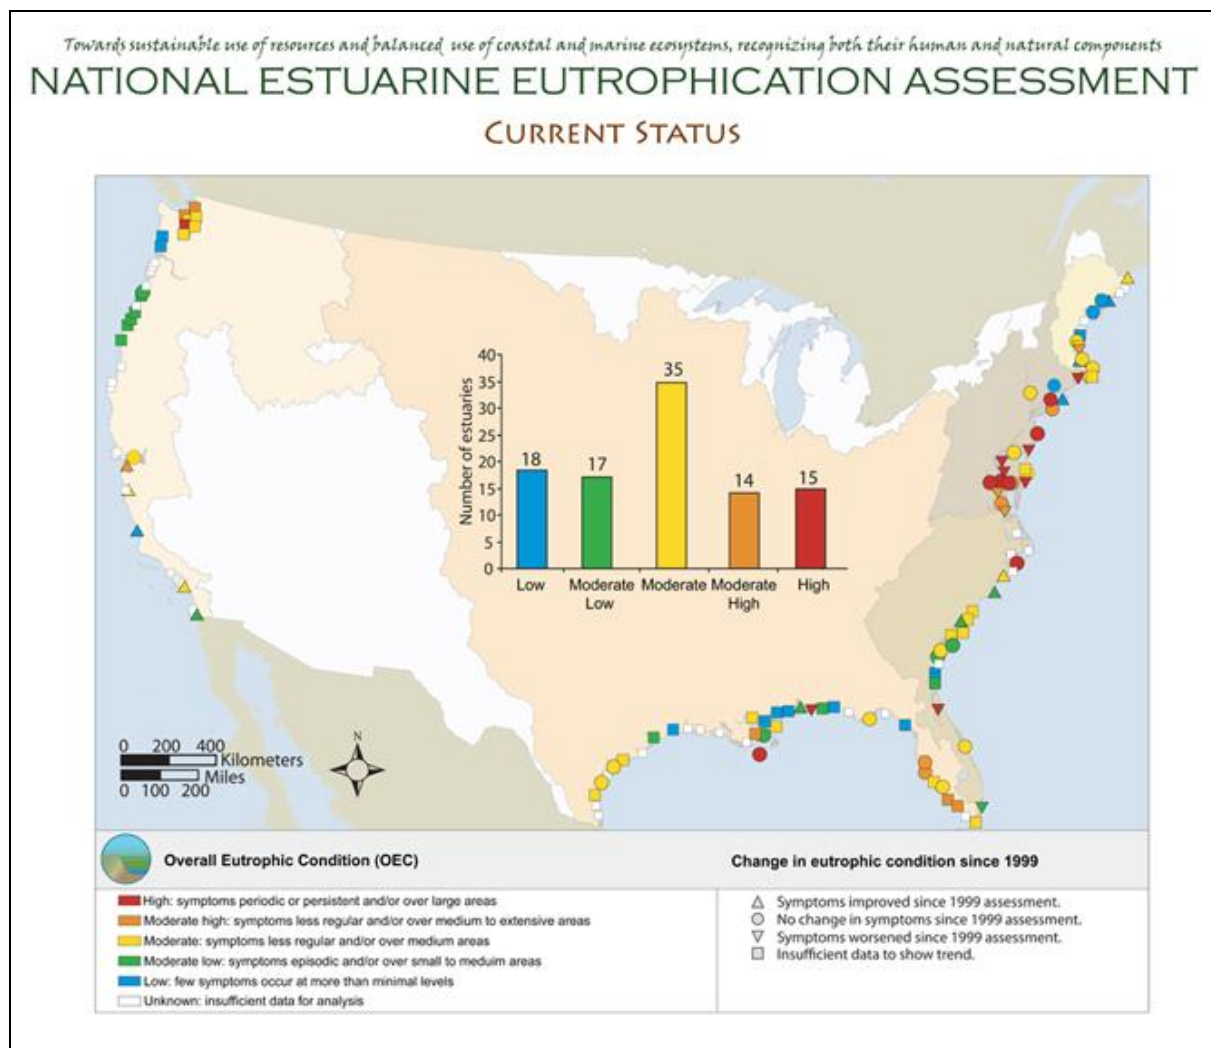 Towards sustainable use of resources and balanced use of coastal and marine ecosystems, recognizing both their human and natural components
NATIONAL ESTUARINE EUTROPHICATION ASSESSMENT
CURRENT STATUS
Number of estuaries
40
35
30
25
20
15
10
5
0
18
17
35
14
15
Low
Moderate Low
Moderate
Moderate High
High
N
0 200 400
Kilometers
Miles
0 100 200
Overall Eutrophic Condition (OEC)
High: symptoms periodic or persistent and/or over large areas
Moderate high: symptoms less regular and/or over medium to extensive areas
Moderate: symptoms less regular and/or over medium areas
Moderate low: symptoms episodic and/or over small to meduim areas
Low: few symptoms occur at more than minimal levels
Unknown: insufficient data for analysis
Change in eutrophic condition since 1999
Symptoms improved since 1999 assessment.
No change in symptoms since 1999 assessment.
Symptoms worsened since 1999 assessment.
Insufficient data to show trend.